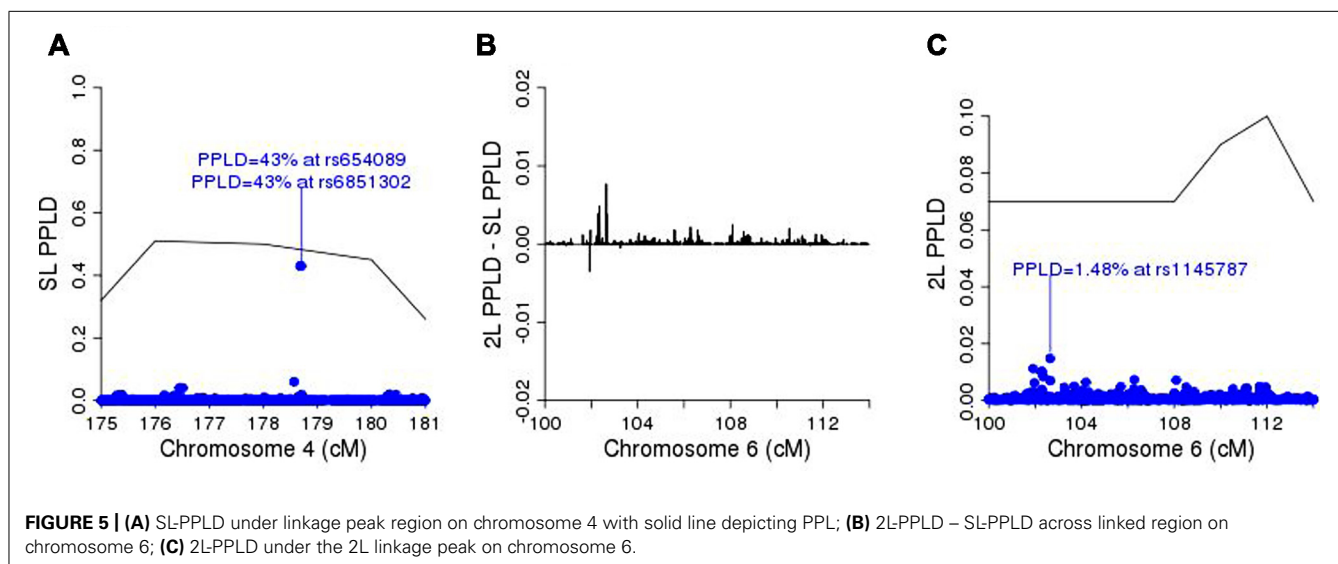 A
SL PPLD
1.0
0.8
0.6
0.4
0.2
0.0
PPLD=43% at rs654089
PPLD=43% at rs6851302
175 176 177 178 179 180 181
Chromosome 4 (cM)
B
2L PPLD - SL PPLD
0.02
0.01
0.00
-0.01
-0.02
100 104 108 112
Chromosome 6 (cM)
C
2L PPLD
0.10
0.08
0.06
0.04
0.02
0.00
PPLD=1.48% at rs1145787
100 104 108 112
Chromosome 6 (cM)
FIGURE 5 | (A) SL-PPLD under linkage peak region on chromosome 4 with solid line depicting PPL; (B) 2L-PPLD – SL-PPLD across linked region on
chromosome 6; (C) 2L-PPLD under the 2L linkage peak on chromosome 6.